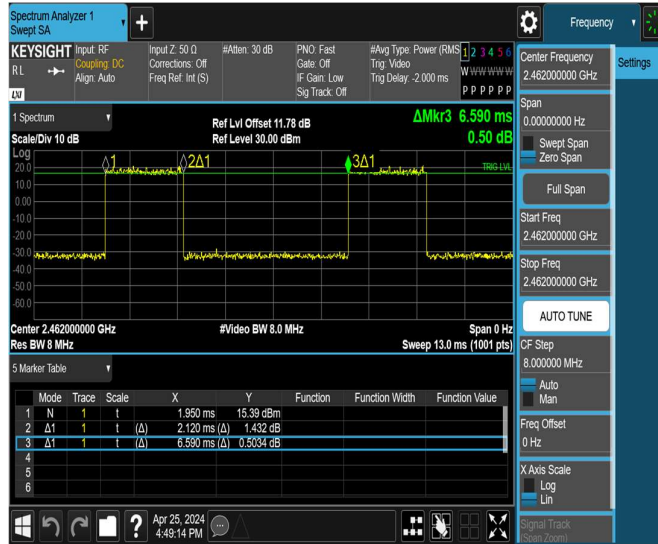 Spectrum Analyzer 1
Swept SA
Frequency
KEYSIGHT
RL
LXI
Input: RF
Coupling: DC
Align: Auto
Input Z: 50 Ω
Corrections: Off
Freq Ref: Int (S)
#Atten: 30 dB
PNO: Fast
Gate: Off
IF Gain: Low
Sig Track: Off
#Avg Type: Power (RMS
Trig: Video
Trig Delay: -2.000 ms
1 2 3 4 5 6
W W W W W W
P P P P P P
Center Frequency
2.462000000 GHz
Settings
Span
0.00000000 Hz
Swept Span
Zero Span
Full Span
Start Freq
2.462000000 GHz
Stop Freq
2.462000000 GHz
AUTO TUNE
CF Step
8.000000 MHz
Auto
Man
Freq Offset
0 Hz
X Axis Scale
Log
Lin
Signal Track
(Span Zoom)
1 Spectrum
Scale/Div 10 dB
Ref Lvl Offset 11.78 dB
Ref Level 30.00 dBm
ΔMkr3 6.590 ms
0.50 dB
Log
1
2Δ1
3Δ1
TRIG LVL
20.0
10.0
0.00
-10.0
-20.0
-30.0
-40.0
-50.0
-60.0
Center 2.462000000 GHz
#Video BW 8.0 MHz
Span 0 Hz
Res BW 8 MHz
Sweep 13.0 ms (1001 pts)
5 Marker Table
Mode Trace Scale X Y Function Function Width Function Value
1 N 1 t 1.950 ms 15.39 dBm
2 Δ1 1 t (Δ) 2.120 ms (Δ) 1.432 dB
3 Δ1 1 t (Δ) 6.590 ms (Δ) 0.5034 dB
4
5
6
?
Apr 25, 2024
4:49:14 PM